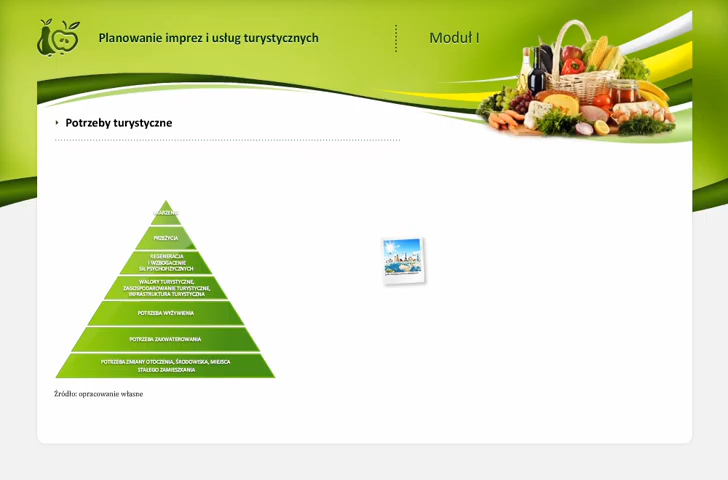 Planowanie imprez i usług turystycznych
Moduł I
Potrzeby turystyczne
MARZENIA
PRZEŻYCIA
REGENERACJA
I WZBOGACENIE
SIŁ PSYCHOFIZYCZNYCH
WALORY TURYSTYCZNE,
ZAGOSPODAROWANIE TURYSTYCZNE,
INFRASTRUKTURA TURYSTYCZNA
POTRZEBA WYŻYWIENIA
POTRZEBA ZAKWATEROWANIA
POTRZEBA ZMIANY OTOCZENIA, ŚRODOWISKA, MIEJSCA
STAŁEGO ZAMIESZKANIA
Źródło: opracowanie własne